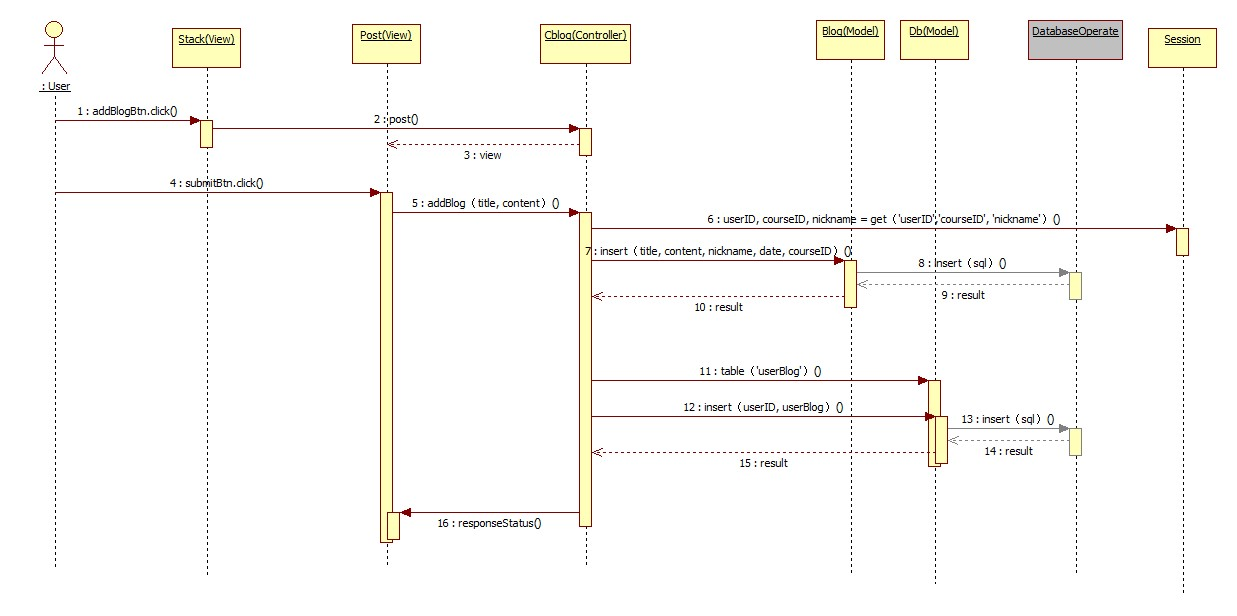 Stack(View)
Post(View)
Cblog(Controller)
Blog(Model)
Db(Model)
DatabaseOperate
Session
: User
1 : addBlogBtn.click()
2 : post()
3 : view
4 : submitBtn.click()
5 : addBlog（title, content）()
6 : userID, courseID, nickname = get（'userID','courseID', 'nickname'）()
7 : insert（title, content, nickname, date, courseID）()
8 : insert（sql）()
9 : result
10 : result
11 : table（'userBlog'）()
12 : insert（userID, userBlog）()
13 : insert（sql）()
14 : result
15 : result
16 : responseStatus()